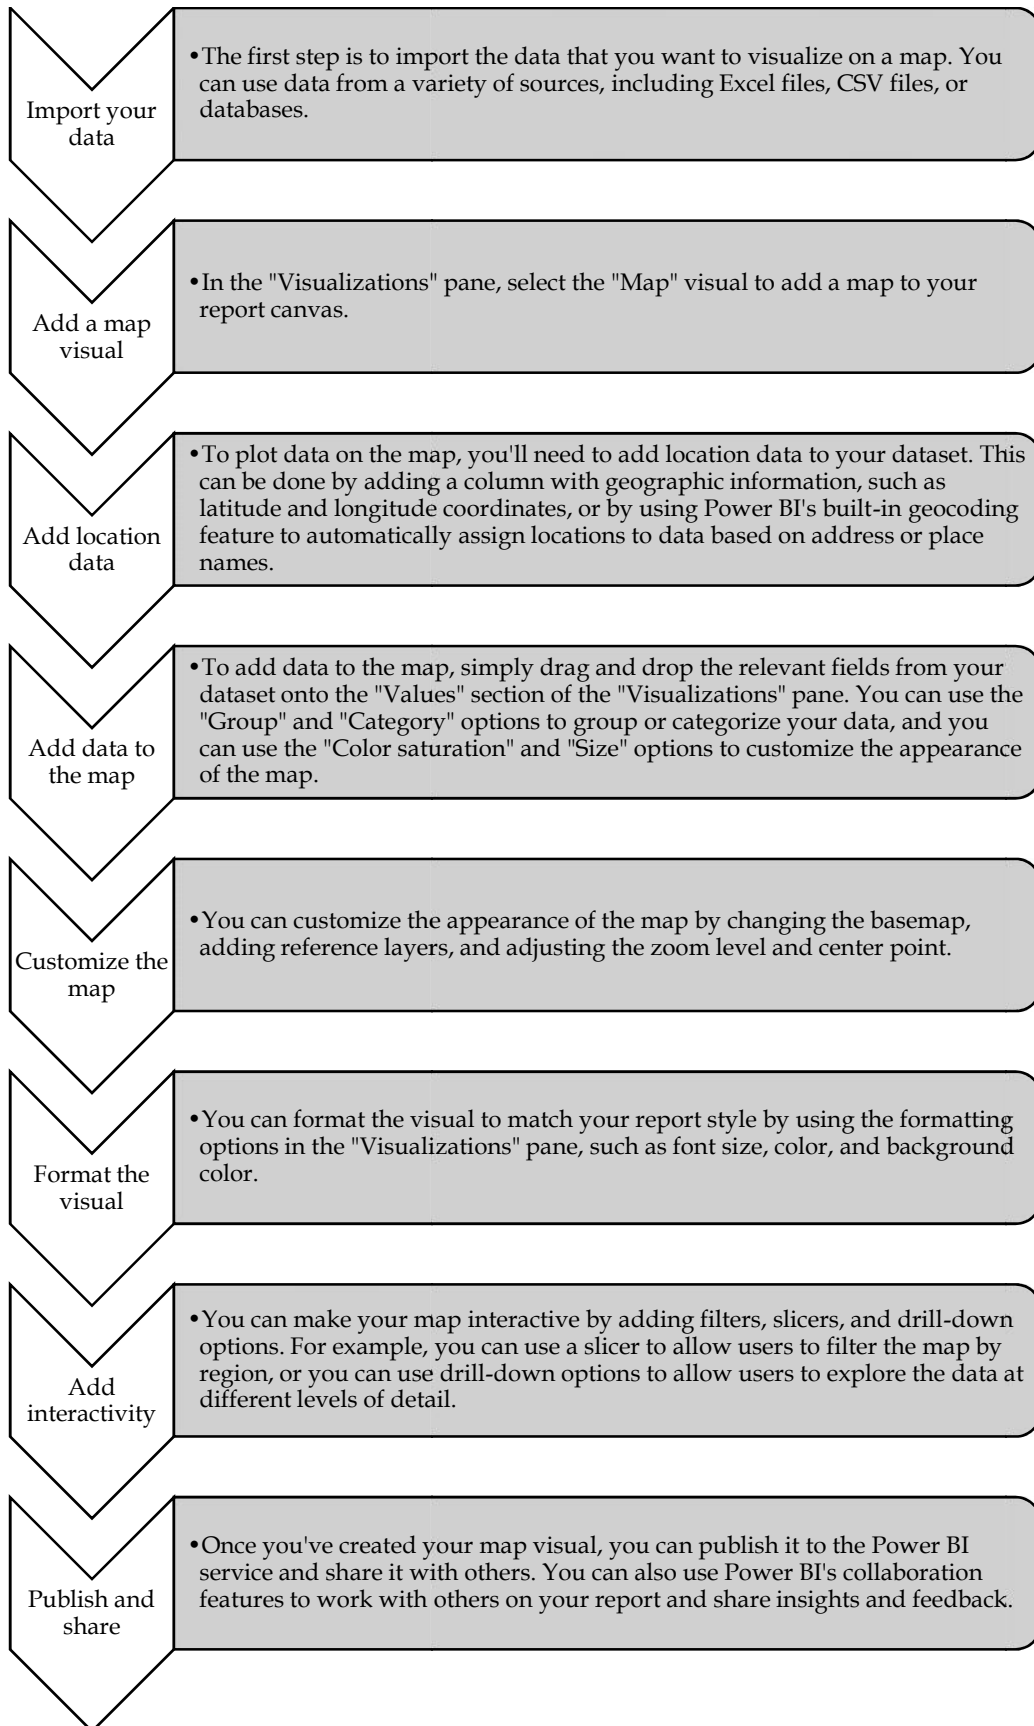 Import your
data
•The first step is to import the data that you want to visualize on a map. You
can use data from a variety of sources, including Excel files, CSV files, or
databases.
Add a map
visual
•In the "Visualizations" pane, select the "Map" visual to add a map to your
report canvas.
Add location
data
•To plot data on the map, you'll need to add location data to your dataset. This
can be done by adding a column with geographic information, such as
latitude and longitude coordinates, or by using Power BI's built-in geocoding
feature to automatically assign locations to data based on address or place
names.
Add data to
the map
•To add data to the map, simply drag and drop the relevant fields from your
dataset onto the "Values" section of the "Visualizations" pane. You can use the
"Group" and "Category" options to group or categorize your data, and you
can use the "Color saturation" and "Size" options to customize the appearance
of the map.
Customize the
map
•You can customize the appearance of the map by changing the basemap,
adding reference layers, and adjusting the zoom level and center point.
Format the
visual
•You can format the visual to match your report style by using the formatting
options in the "Visualizations" pane, such as font size, color, and background
color.
Add
interactivity
•You can make your map interactive by adding filters, slicers, and drill-down
options. For example, you can use a slicer to allow users to filter the map by
region, or you can use drill-down options to allow users to explore the data at
different levels of detail.
Publish and
share
•Once you've created your map visual, you can publish it to the Power BI
service and share it with others. You can also use Power BI's collaboration
features to work with others on your report and share insights and feedback.